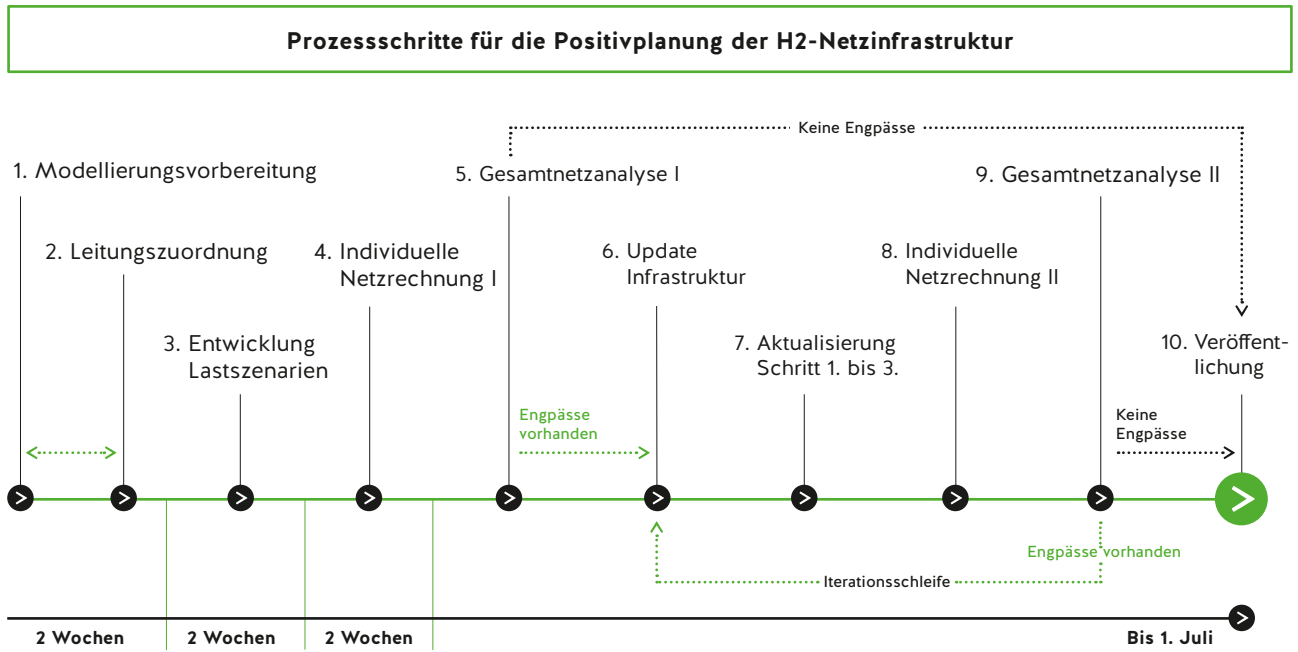 Prozessschritte für die Positivplanung der H2-Netzinfrastruktur
Keine Engpässe
1. Modellierungsvorbereitung
5. Gesamtnetzanalyse I
9. Gesamtnetzanalyse II
2. Leitungszuordnung
4. Individuelle
Netzrechnung I
6. Update
Infrastruktur
8. Individuelle
Netzrechnung II
3. Entwicklung
Lastszenarien
7. Aktualisierung
Schritt 1. bis 3.
10. Veröffent-
lichung
Engpässe
vorhanden
Keine
Engpässe
Engpässe vorhanden
Iterationsschleife
2 Wochen
2 Wochen
2 Wochen
Bis 1. Juli